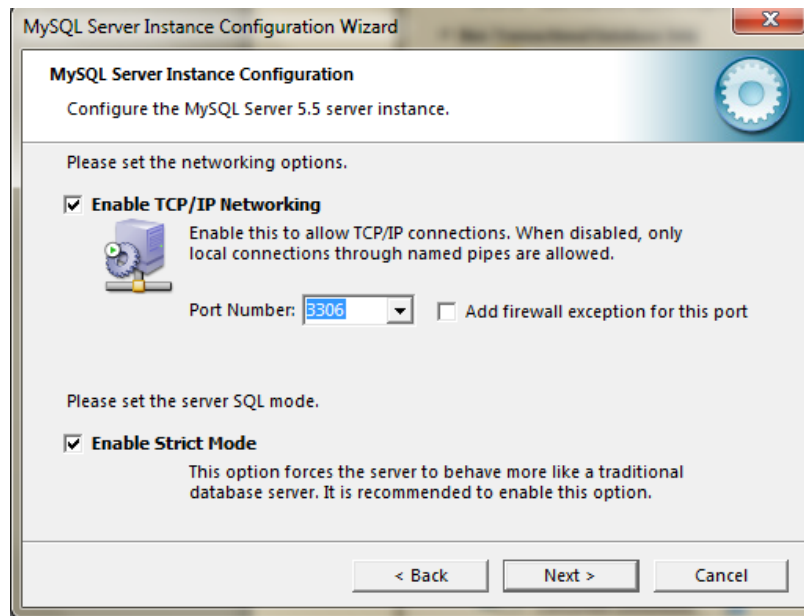 MySQL Server Instance Configuration Wizard
MySQL Server Instance Configuration
Configure the MySQL Server 5.5 server instance.
Please set the networking options.
Enable TCP/IP Networking
Enable this to allow TCP/IP connections. When disabled, only
local connections through named pipes are allowed.
Port Number: 3306 Add firewall exception for this port
Please set the server SQL mode.
Enable Strict Mode
This option forces the server to behave more like a traditional
database server. It is recommended to enable this option.
< Back Next > Cancel